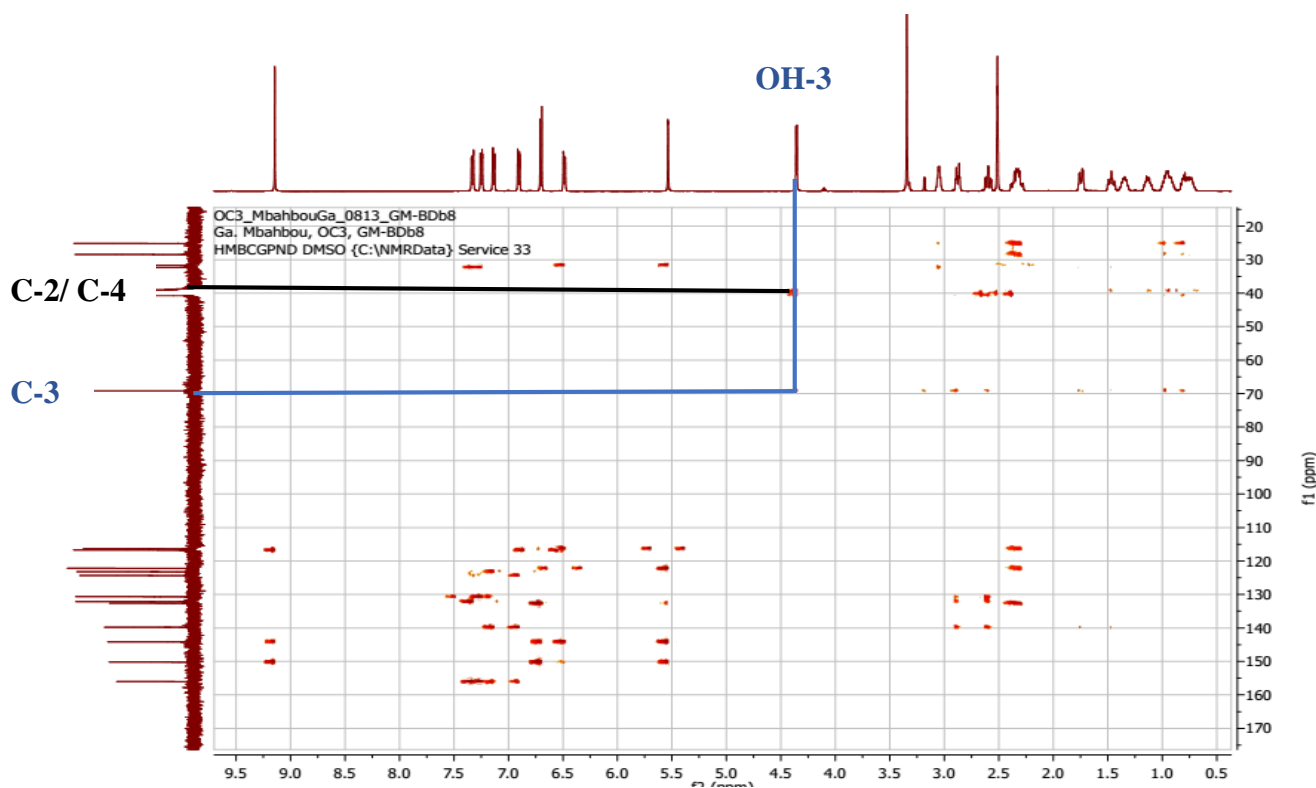 OH-3
OC3_MbahbouGa_0813_GM-BDb8
Ga. Mbahbou, OC3, GM-BDb8
HMBCGPND DMSO {C:\NMRData} Service 33
C-2/ C-4
C-3
20
30
40
50
60
70
80
90
100
110
120
130
140
150
160
170
f1 (ppm)
9.5 9.0 8.5 8.0 7.5 7.0 6.5 6.0 5.5 5.0 4.5 4.0 3.5 3.0 2.5 2.0 1.5 1.0 0.5
f2 (ppm)